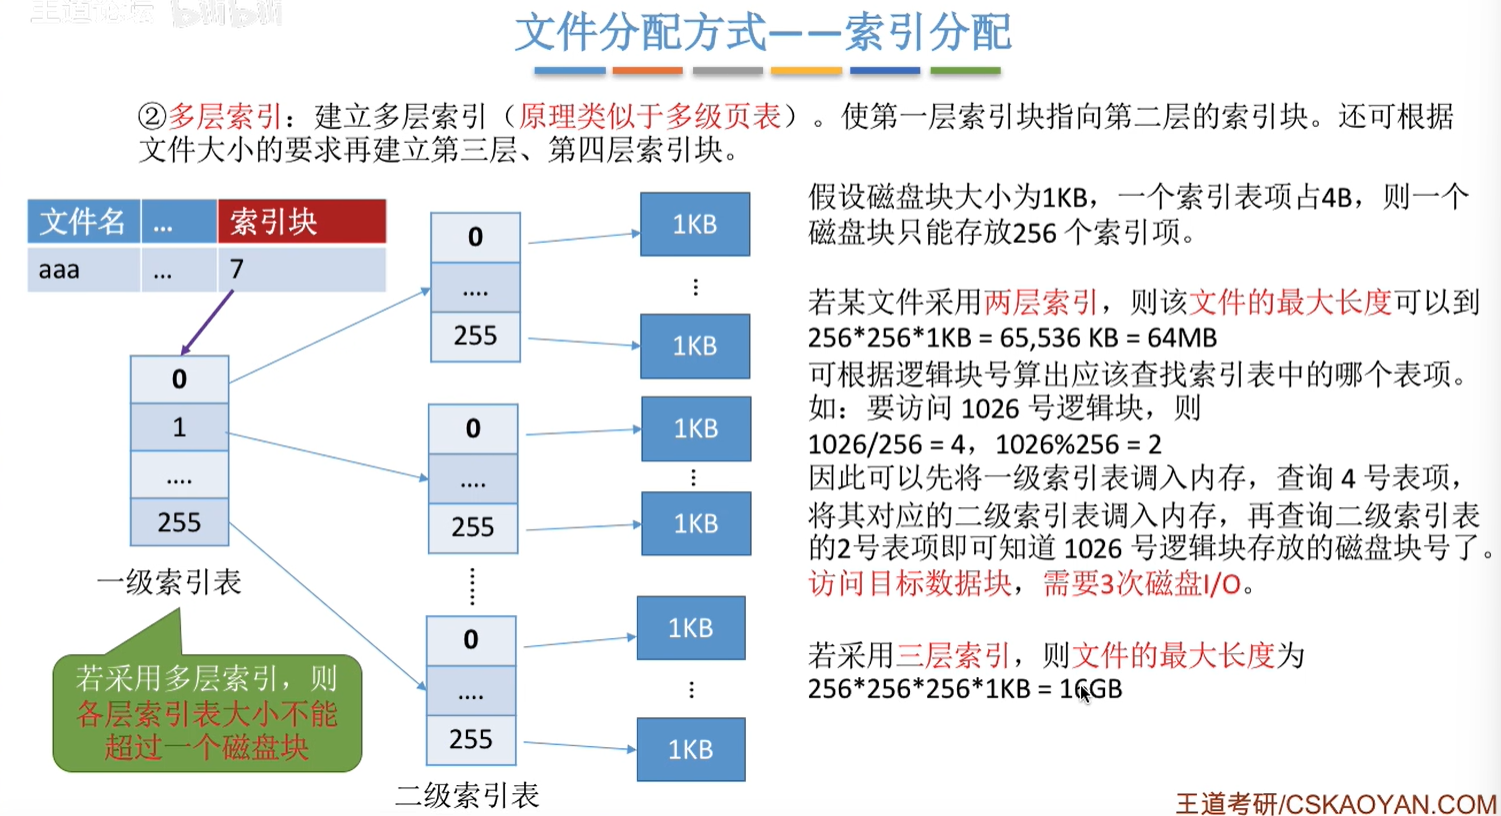 王道论坛 bilibili
文件分配方式——索引分配
②多层索引：建立多层索引（原理类似于多级页表）。使第一层索引块指向第二层的索引块。还可根据
文件大小的要求再建立第三层、第四层索引块。
文件名 ... 索引块
aaa ... 7
0
1
....
255
一级索引表
若采用多层索引，则
各层索引表大小不能
超过一个磁盘块
0
....
255
0
....
255
0
....
255
二级索引表
1KB
1KB
1KB
1KB
1KB
1KB
假设磁盘块大小为1KB，一个索引表项占4B，则一个
磁盘块只能存放256 个索引项。
若某文件采用两层索引，则该文件的最大长度可以到
256*256*1KB = 65,536 KB = 64MB
可根据逻辑块号算出应该查找索引表中的哪个表项。
如：要访问 1026 号逻辑块，则
1026/256 = 4，1026%256 = 2
因此可以先将一级索引表调入内存，查询 4 号表项，
将其对应的二级索引表调入内存，再查询二级索引表
的2号表项即可知道 1026 号逻辑块存放的磁盘块号了。
访问目标数据块，需要3次磁盘I/O。
若采用三层索引，则文件的最大长度为
256*256*256*1KB = 16GB
王道考研/CSKAOYAN.COM